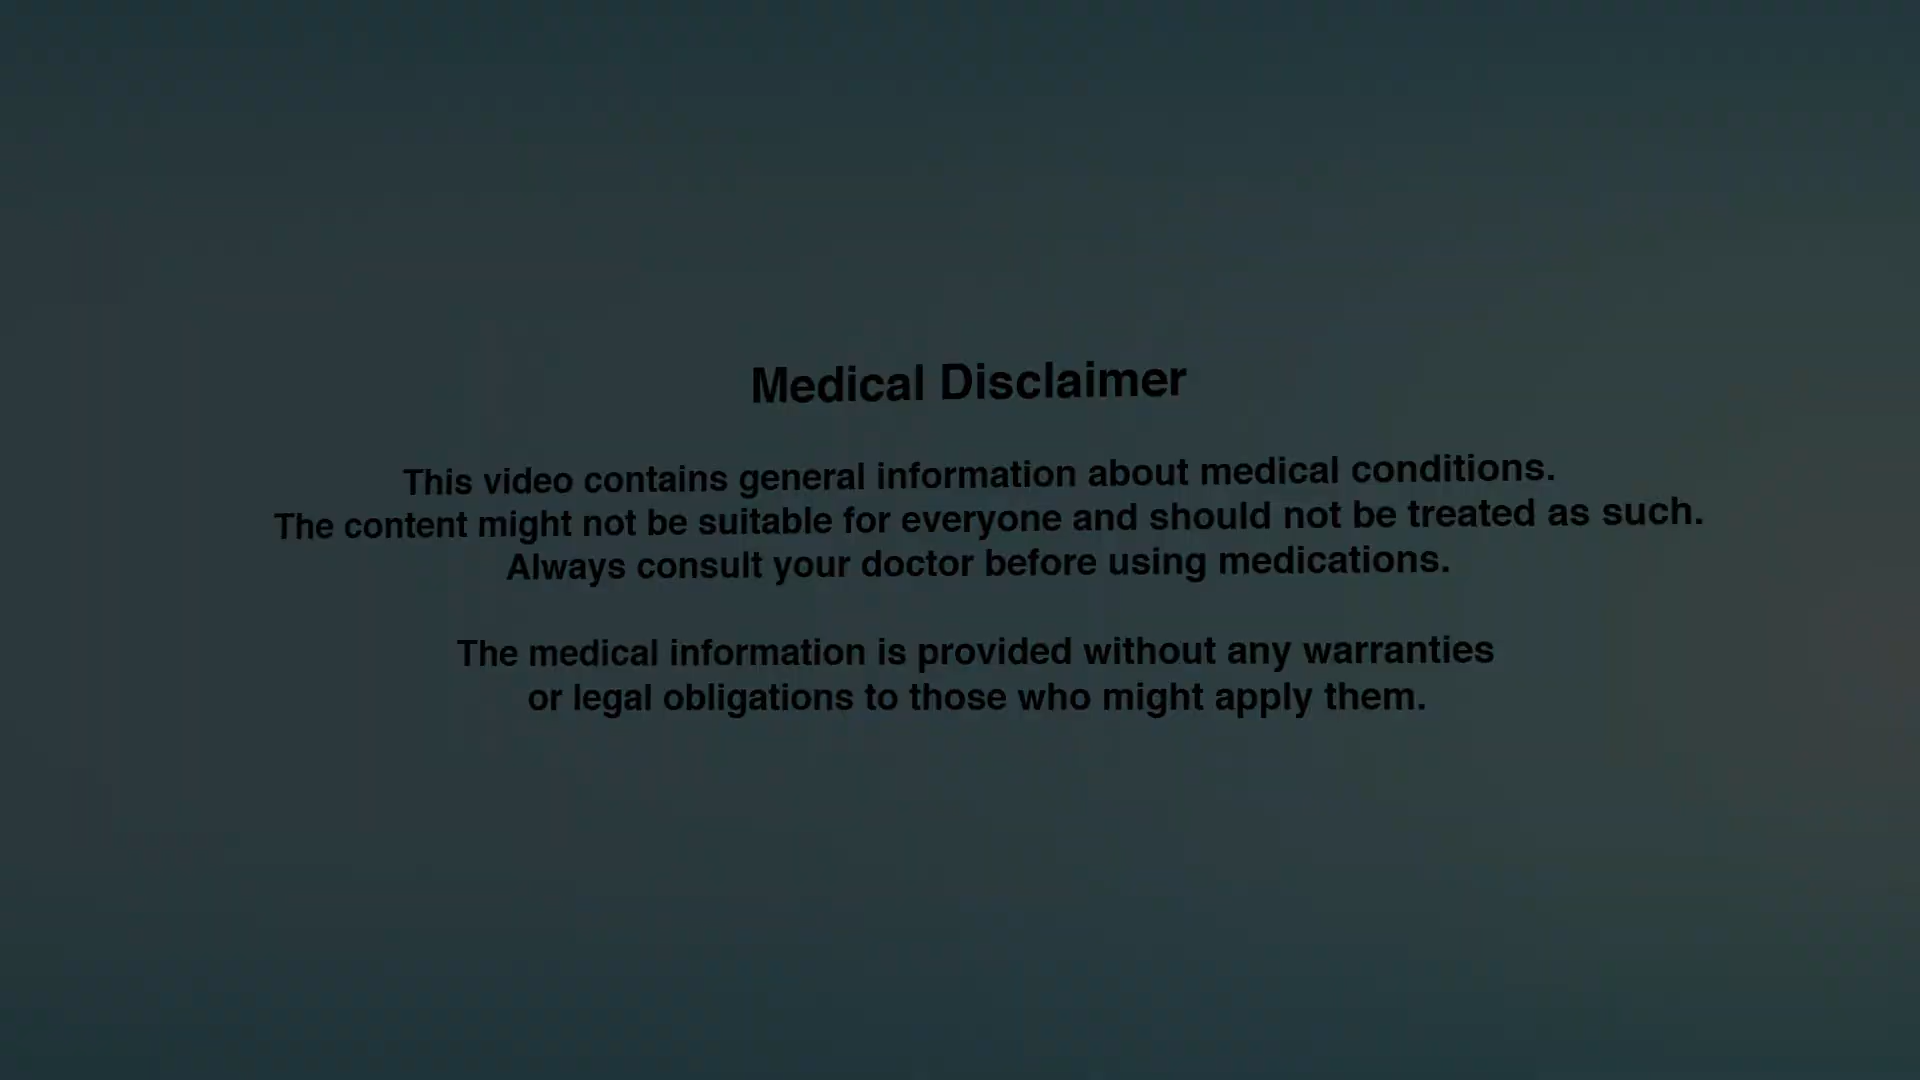 Medical Disclaimer
This video contains general information about medical conditions.
The content might not be suitable for everyone and should not be treated as such.
Always consult your doctor before using medications.
The medical information is provided without any warranties
or legal obligations to those who might apply them.